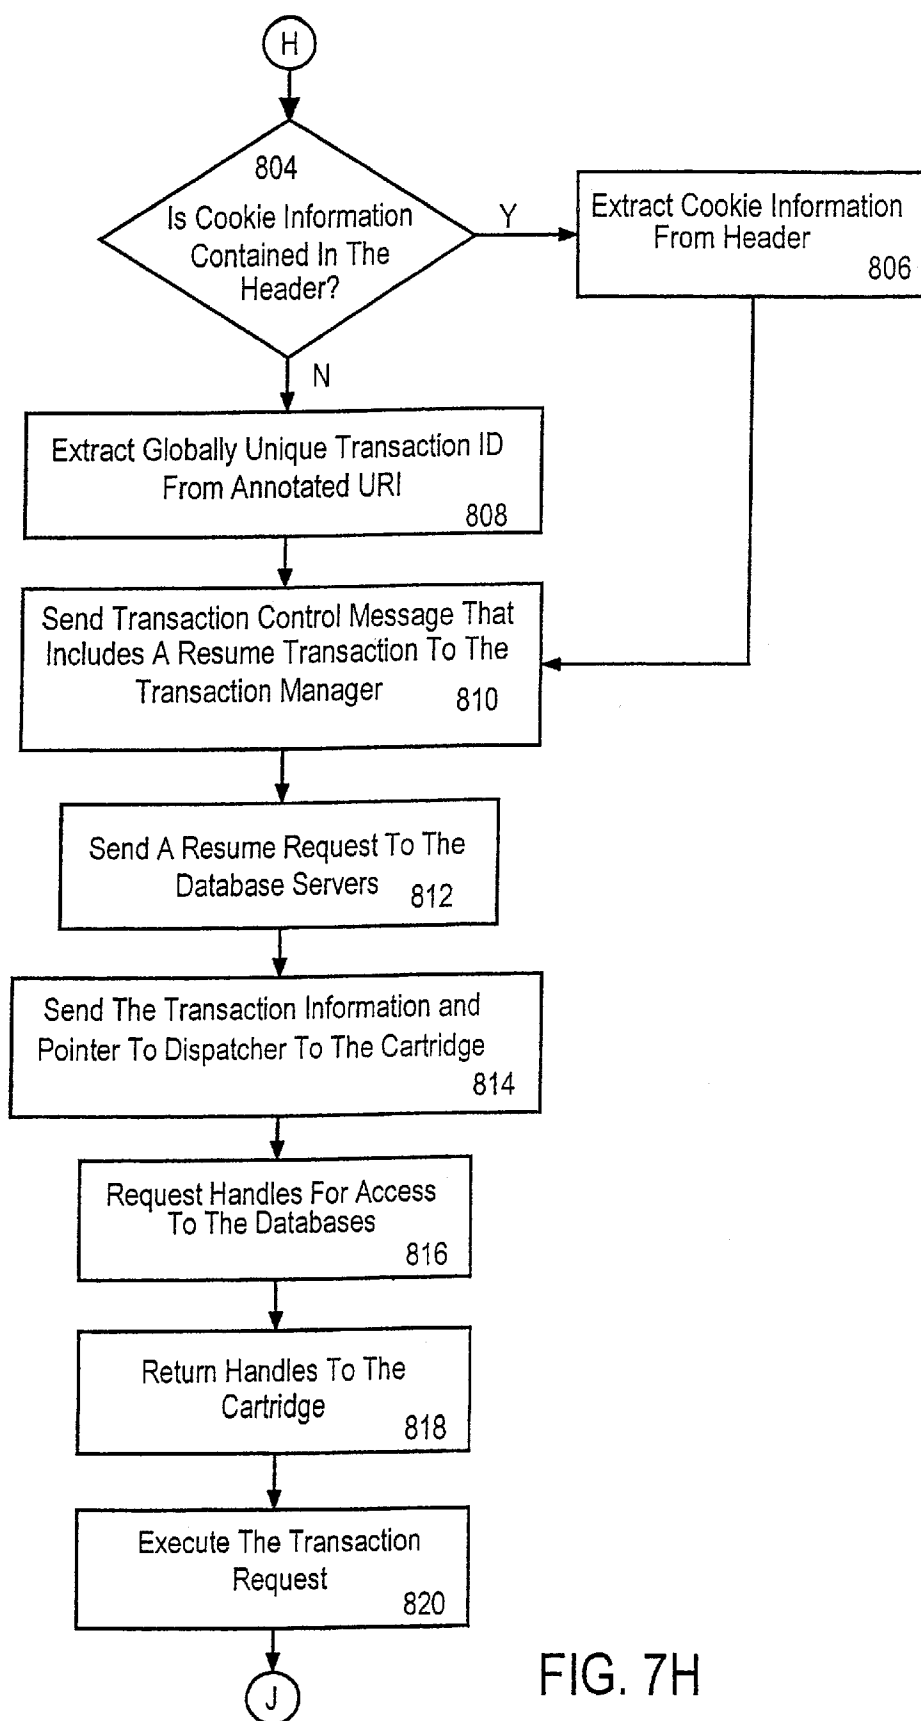 H
804
Is Cookie Information
Contained In The
Header?
Y
Extract Cookie Information
From Header
806
N
Extract Globally Unique Transaction ID
From Annotated URI
808
Send Transaction Control Message That
Includes A Resume Transaction To The
Transaction Manager
810
Send A Resume Request To The
Database Servers
812
Send The Transaction Information and
Pointer To Dispatcher To The Cartridge
814
Request Handles For Access
To The Databases
816
Return Handles To The
Cartridge
818
Execute The Transaction
Request
820
J
FIG. 7H